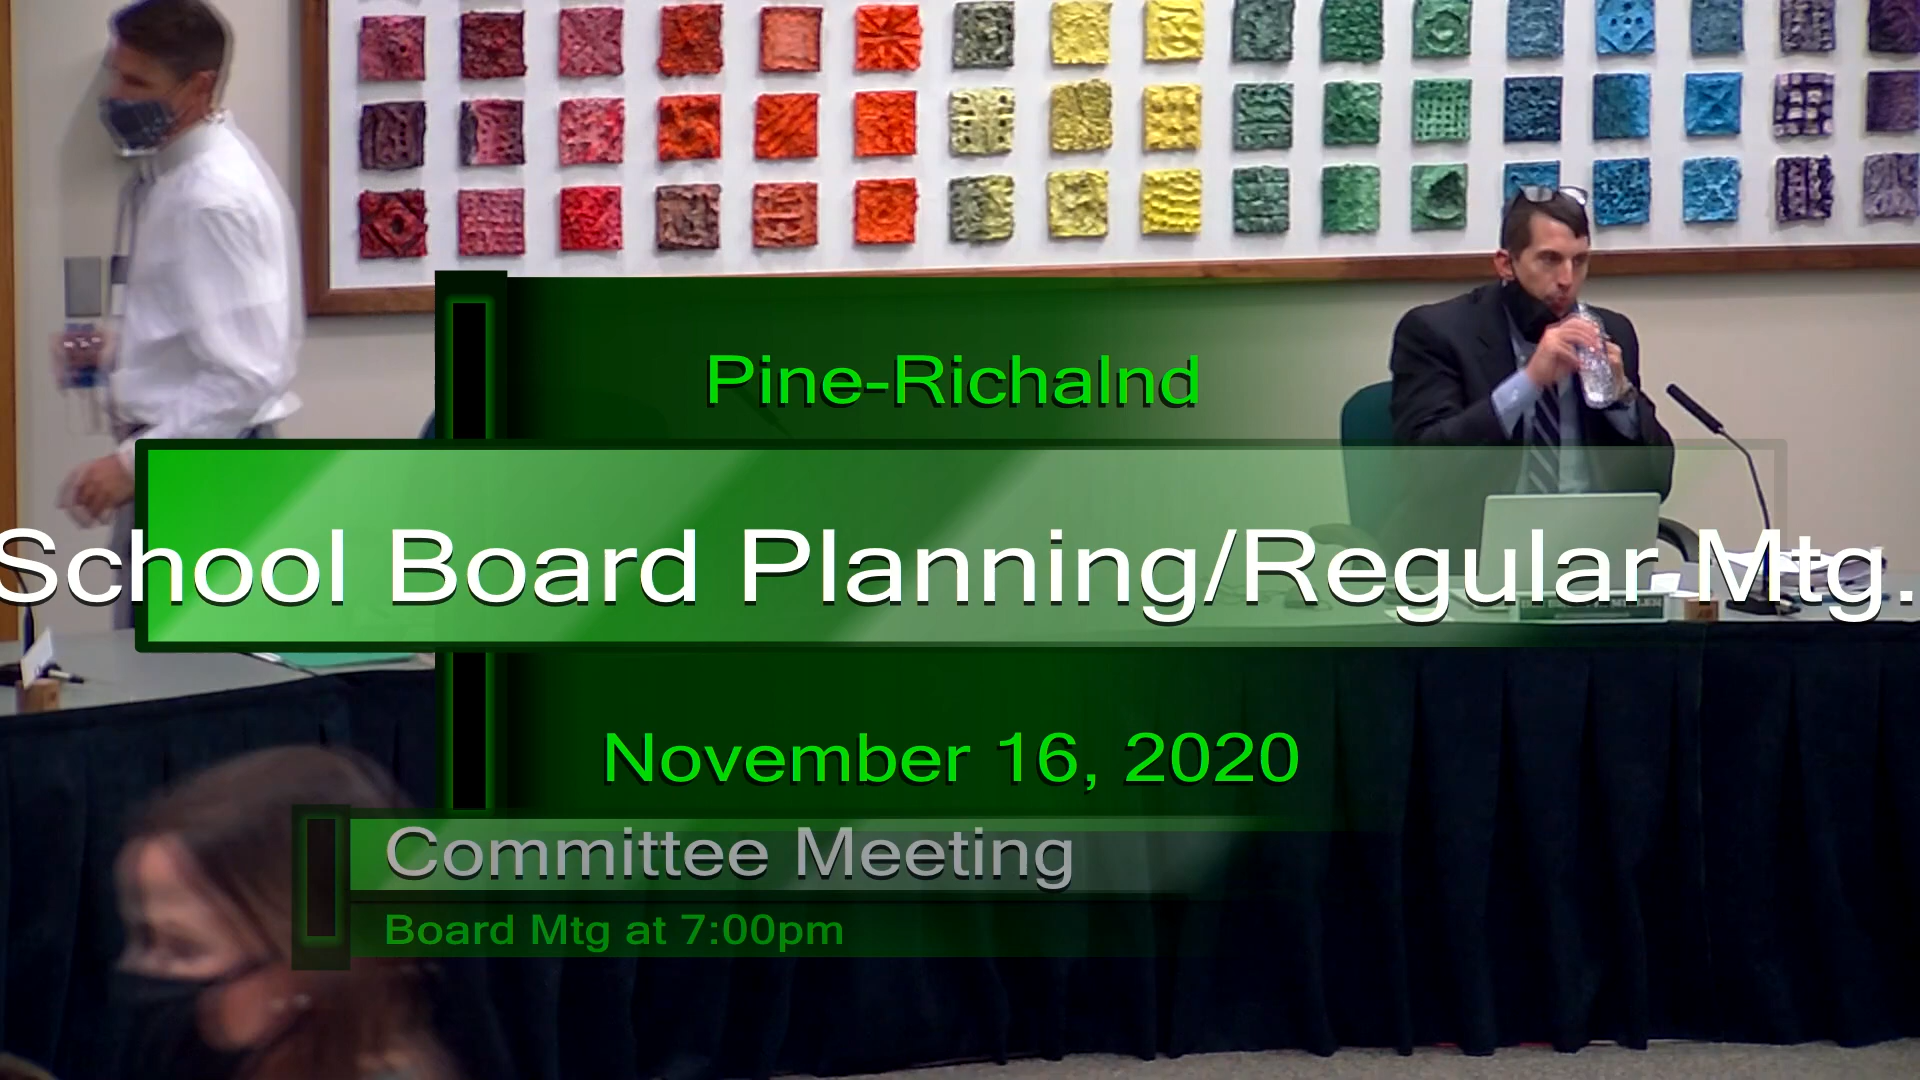 Pine-Richalnd
School Board Planning/Regular Mtg.
November 16, 2020
Committee Meeting
Board Mtg at 7:00pm